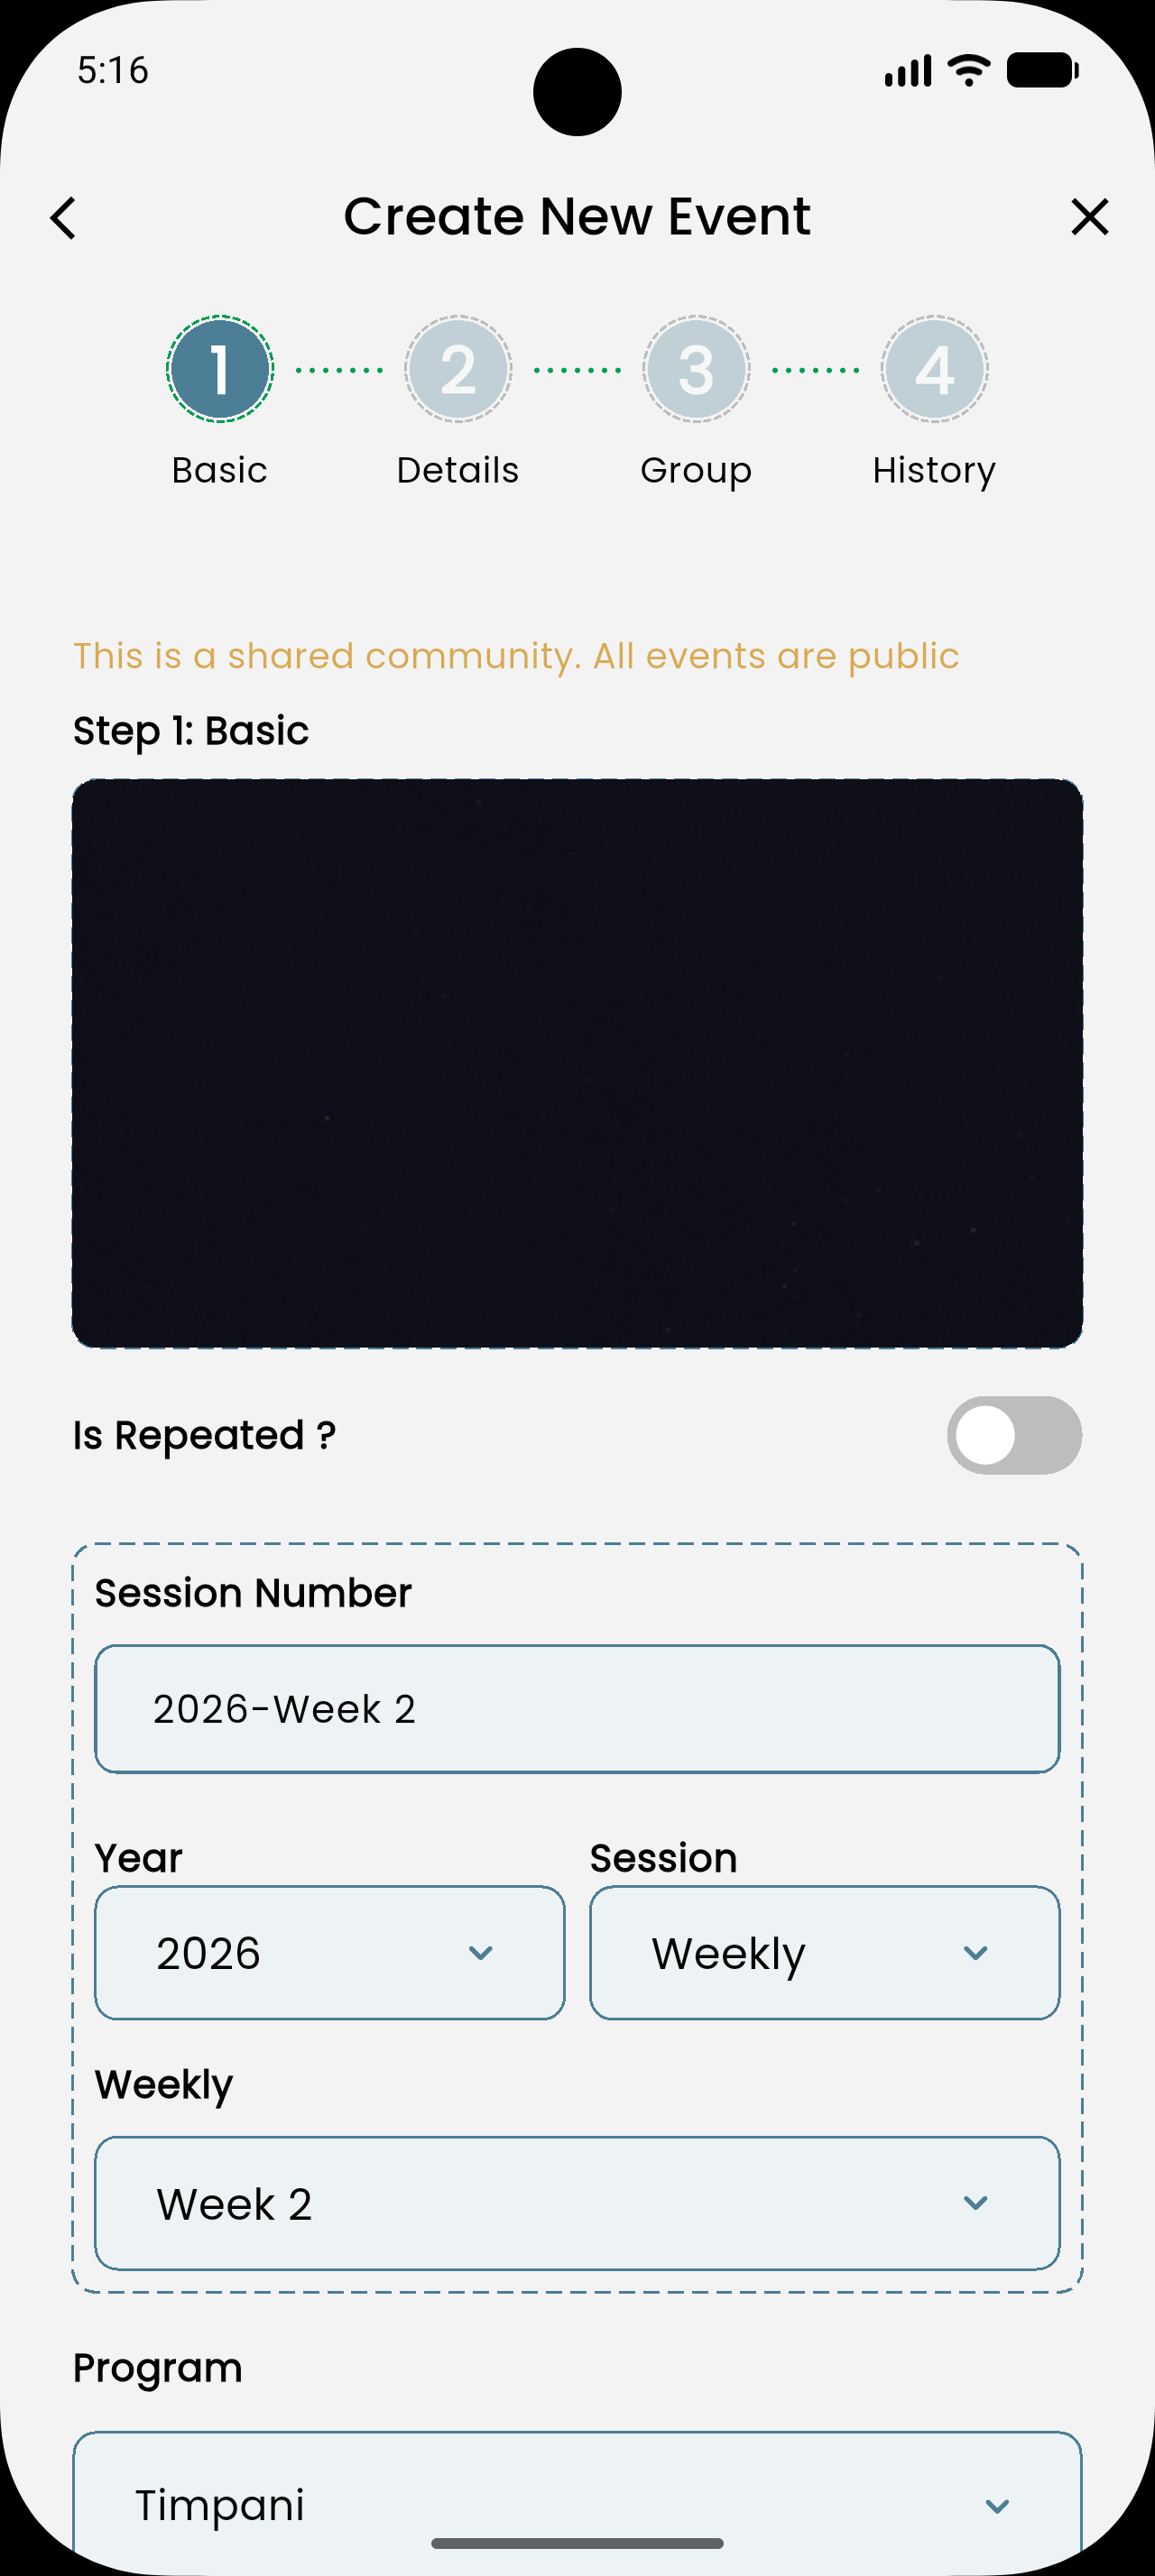 5:16
Create New Event
1 2 3 4
Basic Details Group History
This is a shared community. All events are public
Step 1: Basic
Is Repeated ?
Session Number
2026-Week 2
Year Session
2026 Weekly
Weekly
Week 2
Program
Timpani